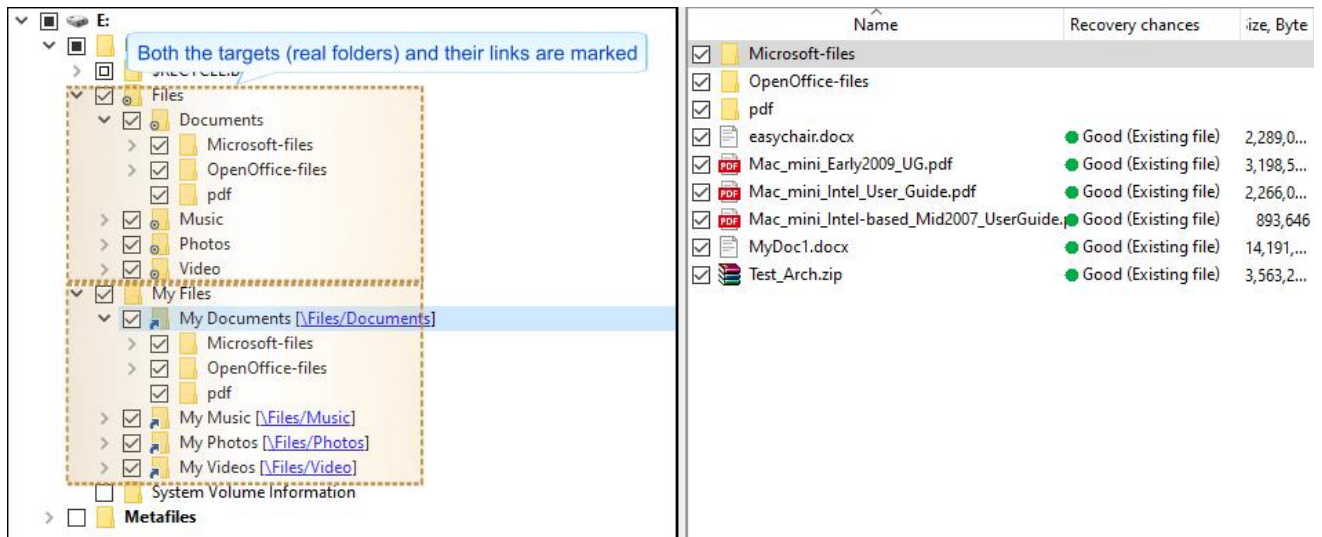 E:
Both the targets (real folders) and their links are marked
Files
Documents
Microsoft-files
OpenOffice-files
pdf
Music
Photos
Video
My Files
My Documents [\Files/Documents]
Microsoft-files
OpenOffice-files
pdf
My Music [\Files/Music]
My Photos [\Files/Photos]
My Videos [\Files/Video]
System Volume Information
Metafiles
Name Recovery chances ize, Byte
Microsoft-files
OpenOffice-files
pdf
easychair.docx Good (Existing file) 2,289,0...
PDF Mac_mini_Early2009_UG.pdf Good (Existing file) 3,198,5...
PDF Mac_mini_Intel_User_Guide.pdf Good (Existing file) 2,266,0...
PDF Mac_mini_Intel-based_Mid2007_UserGuide.p Good (Existing file) 893,646
MyDoc1.docx Good (Existing file) 14,191,...
Test_Arch.zip Good (Existing file) 3,563,2...